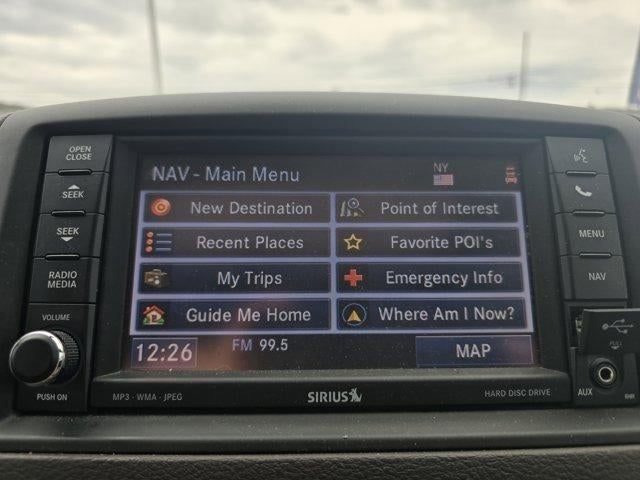 OPEN
CLOSE
SEEK
SEEK
RADIO
MEDIA
VOLUME
PUSH ON
NAV - Main Menu
NY
New Destination
Point of Interest
Recent Places
Favorite POI's
My Trips
Emergency Info
Guide Me Home
Where Am I Now?
12:26
FM 99.5
MAP
MP3 · WMA · JPEG
SIRIUS
HARD DISC DRIVE
MENU
NAV
PULL
AUX